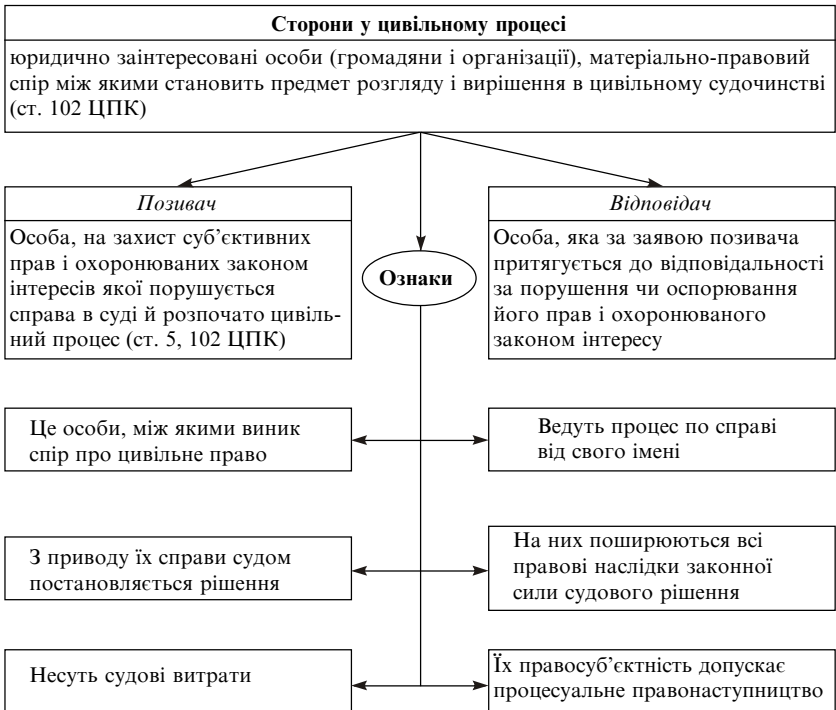 Сторони у цивільному процесі
юридично заінтересовані особи (громадяни і організації), матеріально-правовий
спір між якими становить предмет розгляду і вирішення в цивільному судочинстві
(ст. 102 ЦПК)
Позивач
Особа, на захист суб’єктивних
прав і охоронюваних законом
інтересів якої порушується
справа в суді й розпочато цивіль-
ний процес (ст. 5, 102 ЦПК)
Ознаки
Відповідач
Особа, яка за заявою позивача
притягується до відповідальності
за порушення чи оспорювання
його прав і охоронюваного
законом інтересу
Це особи, між якими виник
спір про цивільне право
Ведуть процес по справі
від свого імені
З приводу їх справи судом
постановляється рішення
На них поширюються всі
правові наслідки законної
сили судового рішення
Несуть судові витрати
Їх правосуб’єктність допускає
процесуальне правонаступництво